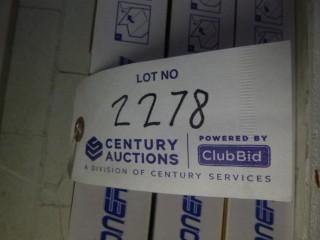 LOT NO
2278
CENTURY
AUCTIONS
POWERED BY
ClubBid
A DIVISION OF CENTURY SERVICES